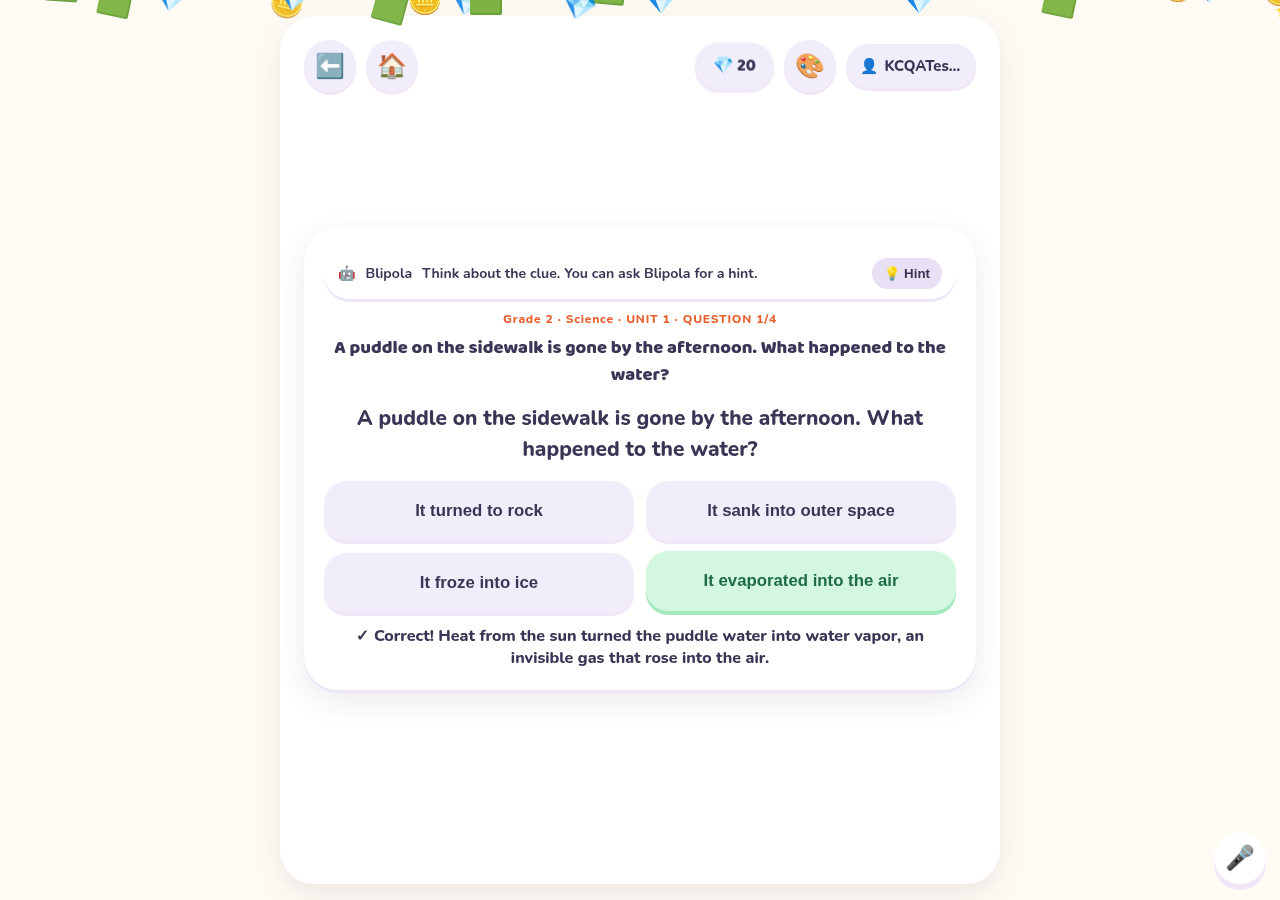 20
KCQATes...
Blipola Think about the clue. You can ask Blipola for a hint.
Hint
Grade 2 · Science · UNIT 1 · QUESTION 1/4
A puddle on the sidewalk is gone by the afternoon. What happened to the
water?
A puddle on the sidewalk is gone by the afternoon. What
happened to the water?
It turned to rock
It sank into outer space
It froze into ice
It evaporated into the air
✓ Correct! Heat from the sun turned the puddle water into water vapor, an
invisible gas that rose into the air.